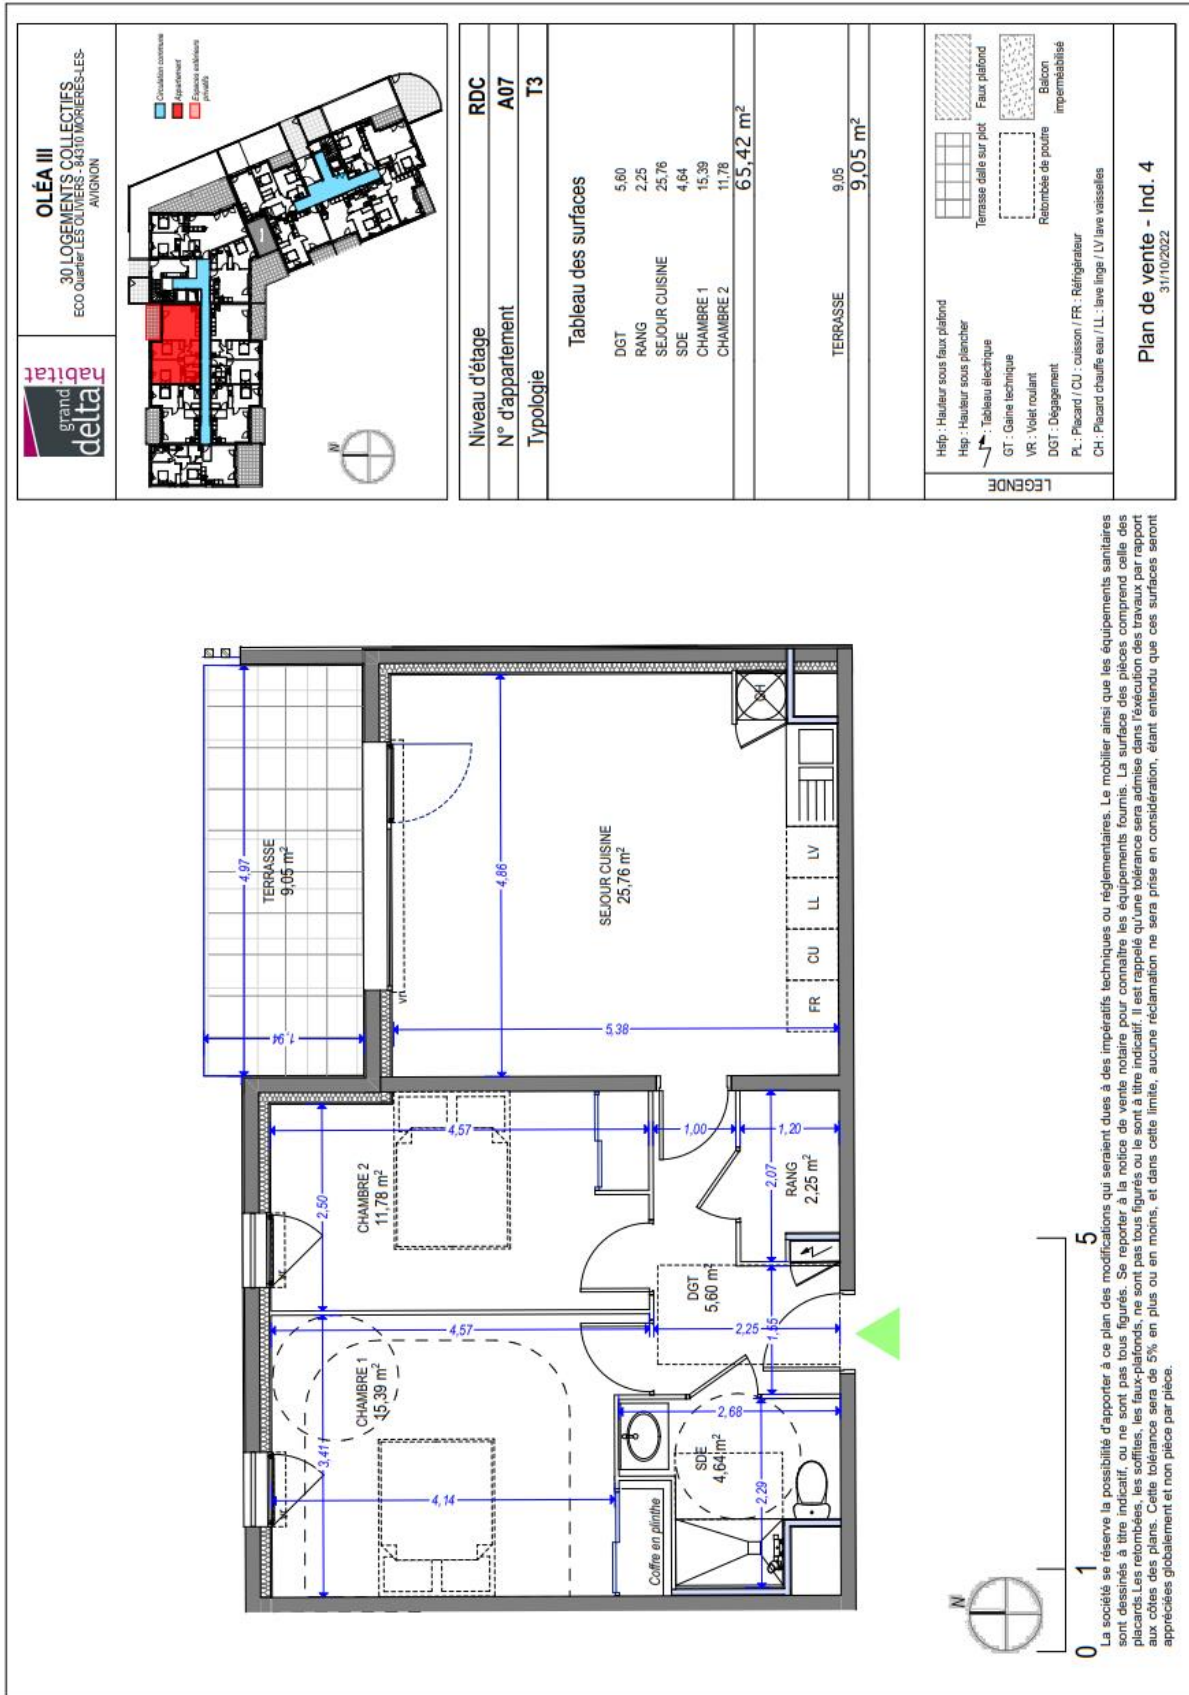 grand
delta
habitat
OLÉA III
30 LOGEMENTS COLLECTIFS
ECO Quartier LES OLIVIERS - 84310 MORIERES-LES-
AVIGNON
Circulation commune
Appartement
Espaces extérieurs
privatifs
N
Niveau d'étage RDC
N° d'appartement A07
Typologie T3
Tableau des surfaces
DGT 5,60
RANG 2,25
SEJOUR CUISINE 25,76
SDE 4,64
CHAMBRE 1 15,39
CHAMBRE 2 11,78
65,42 m²
TERRASSE 9,05
9,05 m²
LEGENDE
Hsfp : Hauteur sous faux plafond
Hsp : Hauteur sous plancher
: Tableau électrique
GT : Gaine technique
VR : Volet roulant
DGT : Dégagement
PL : Placard / CU : cuisson / FR : Réfrigérateur
CH : Placard chauffe eau / LL : lave linge / LV lave vaisselles
Terrasse dalle sur plot
Faux plafond
Retombée de poutre
Balcon
imperméabilisé
Plan de vente - Ind. 4
31/10/2022
TERRASSE
9,05 m²
4,97
1,94
vr
4,86
SEJOUR CUISINE
25,76 m²
5,38
CH
FR
CU
LL
LV
CHAMBRE 2
11,78 m²
2,50
4,57
CHAMBRE 1
15,39 m²
3,41
4,57
4,14
1,00
1,20
2,07
RANG
2,25 m²
DGT
5,60 m²
2,25
1,55
SDE
4,64 m²
2,68
2,29
Coffre en plinthe
N
0 1 5
La société se réserve la possibilité d'apporter à ce plan des modifications qui seraient dues à des impératifs techniques ou réglementaires. Le mobilier ainsi que les équipements sanitaires
sont dessinés à titre indicatif, ou ne sont pas tous figurés. Se reporter à la notice de vente notaire pour connaître les équipements fournis. La surface des pièces comprend celle des
placards.Les retombées, les soffites, les faux-plafonds, ne sont pas tous figurés ou le sont à titre indicatif. Il est rappelé qu'une tolérance sera admise dans l'éxécution des travaux par rapport
aux côtes des plans. Cette tolérance sera de 5% en plus ou en moins, et dans cette limite, aucune réclamation ne sera prise en considération, étant entendu que ces surfaces seront
appréciées globalement et non pièce par pièce.